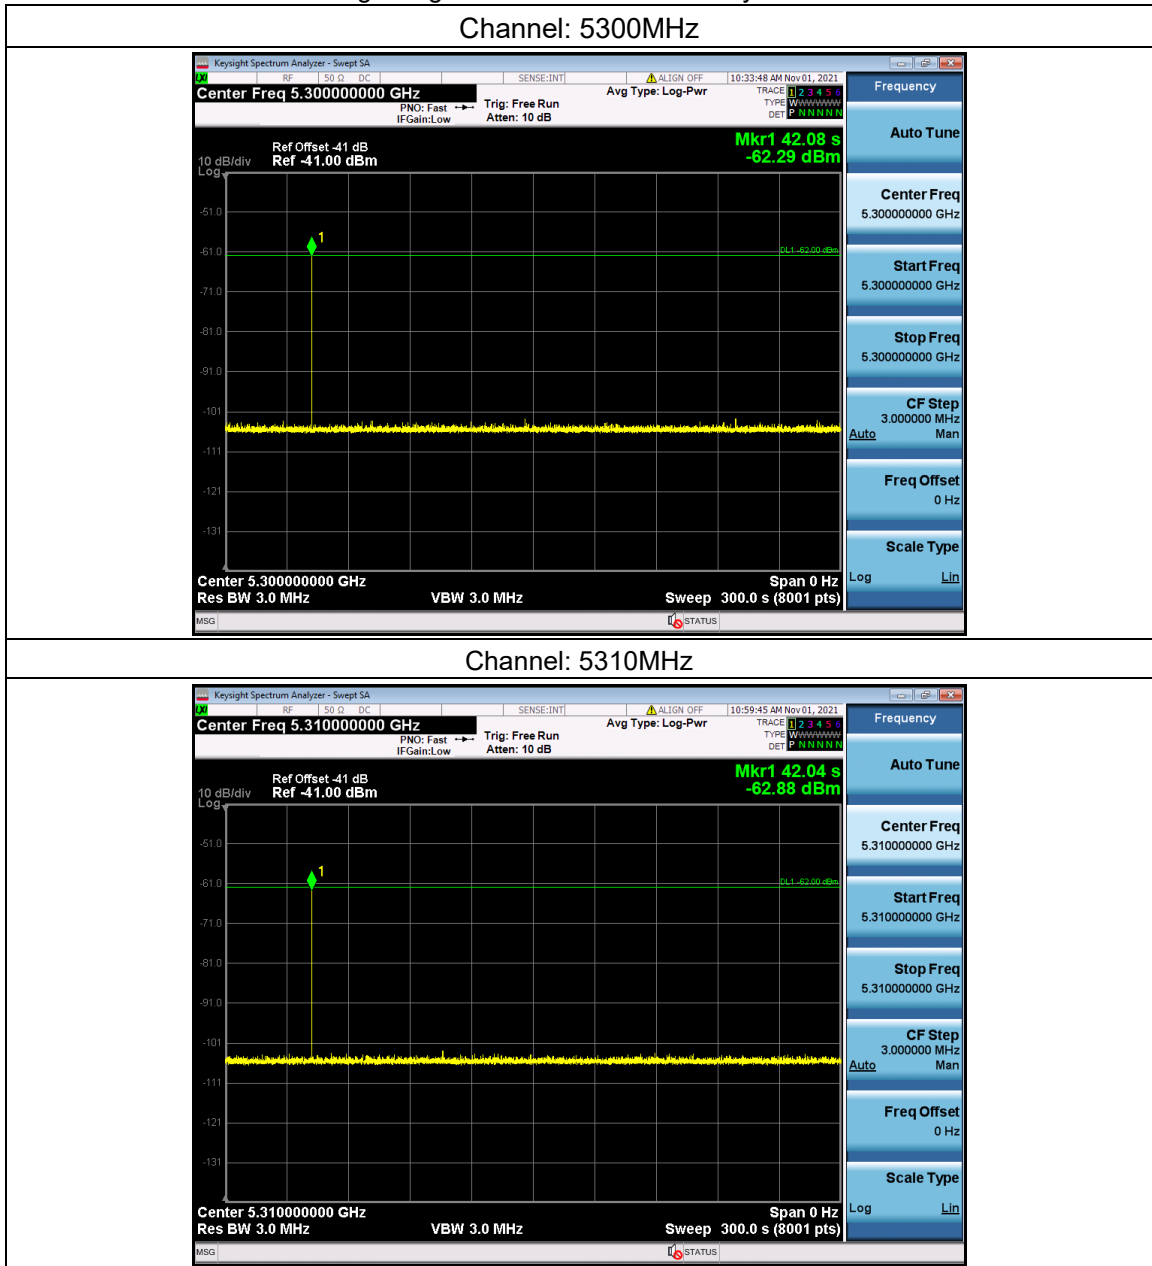 Channel: 5300MHz
Keysight Spectrum Analyzer - Swept SA
LXI RF 50 Ω DC SENSE:INT ALIGN OFF 10:33:48 AM Nov 01, 2021
Center Freq 5.300000000 GHz
PNO: Fast
IFGain:Low
Trig: Free Run
Atten: 10 dB
Avg Type: Log-Pwr
TRACE 1 2 3 4 5 6
TYPE WWWWWW
DET P N N N N N
Mkr1 42.08 s
-62.29 dBm
Ref Offset -41 dB
10 dB/div Ref -41.00 dBm
Log
-51.0
1
-61.0
DL1 -62.00 dBm
-71.0
-81.0
-91.0
-101
-111
-121
-131
Center 5.300000000 GHz Span 0 Hz
Res BW 3.0 MHz VBW 3.0 MHz Sweep 300.0 s (8001 pts)
MSG STATUS
Frequency
Auto Tune
Center Freq
5.300000000 GHz
Start Freq
5.300000000 GHz
Stop Freq
5.300000000 GHz
CF Step
3.000000 MHz
Auto Man
Freq Offset
0 Hz
Scale Type
Log Lin
Channel: 5310MHz
Keysight Spectrum Analyzer - Swept SA
LXI RF 50 Ω DC SENSE:INT ALIGN OFF 10:59:45 AM Nov 01, 2021
Center Freq 5.310000000 GHz
PNO: Fast
IFGain:Low
Trig: Free Run
Atten: 10 dB
Avg Type: Log-Pwr
TRACE 1 2 3 4 5 6
TYPE WWWWWW
DET P N N N N N
Mkr1 42.04 s
-62.88 dBm
Ref Offset -41 dB
10 dB/div Ref -41.00 dBm
Log
-51.0
1
-61.0
DL1 -62.00 dBm
-71.0
-81.0
-91.0
-101
-111
-121
-131
Center 5.310000000 GHz Span 0 Hz
Res BW 3.0 MHz VBW 3.0 MHz Sweep 300.0 s (8001 pts)
MSG STATUS
Frequency
Auto Tune
Center Freq
5.310000000 GHz
Start Freq
5.310000000 GHz
Stop Freq
5.310000000 GHz
CF Step
3.000000 MHz
Auto Man
Freq Offset
0 Hz
Scale Type
Log Lin